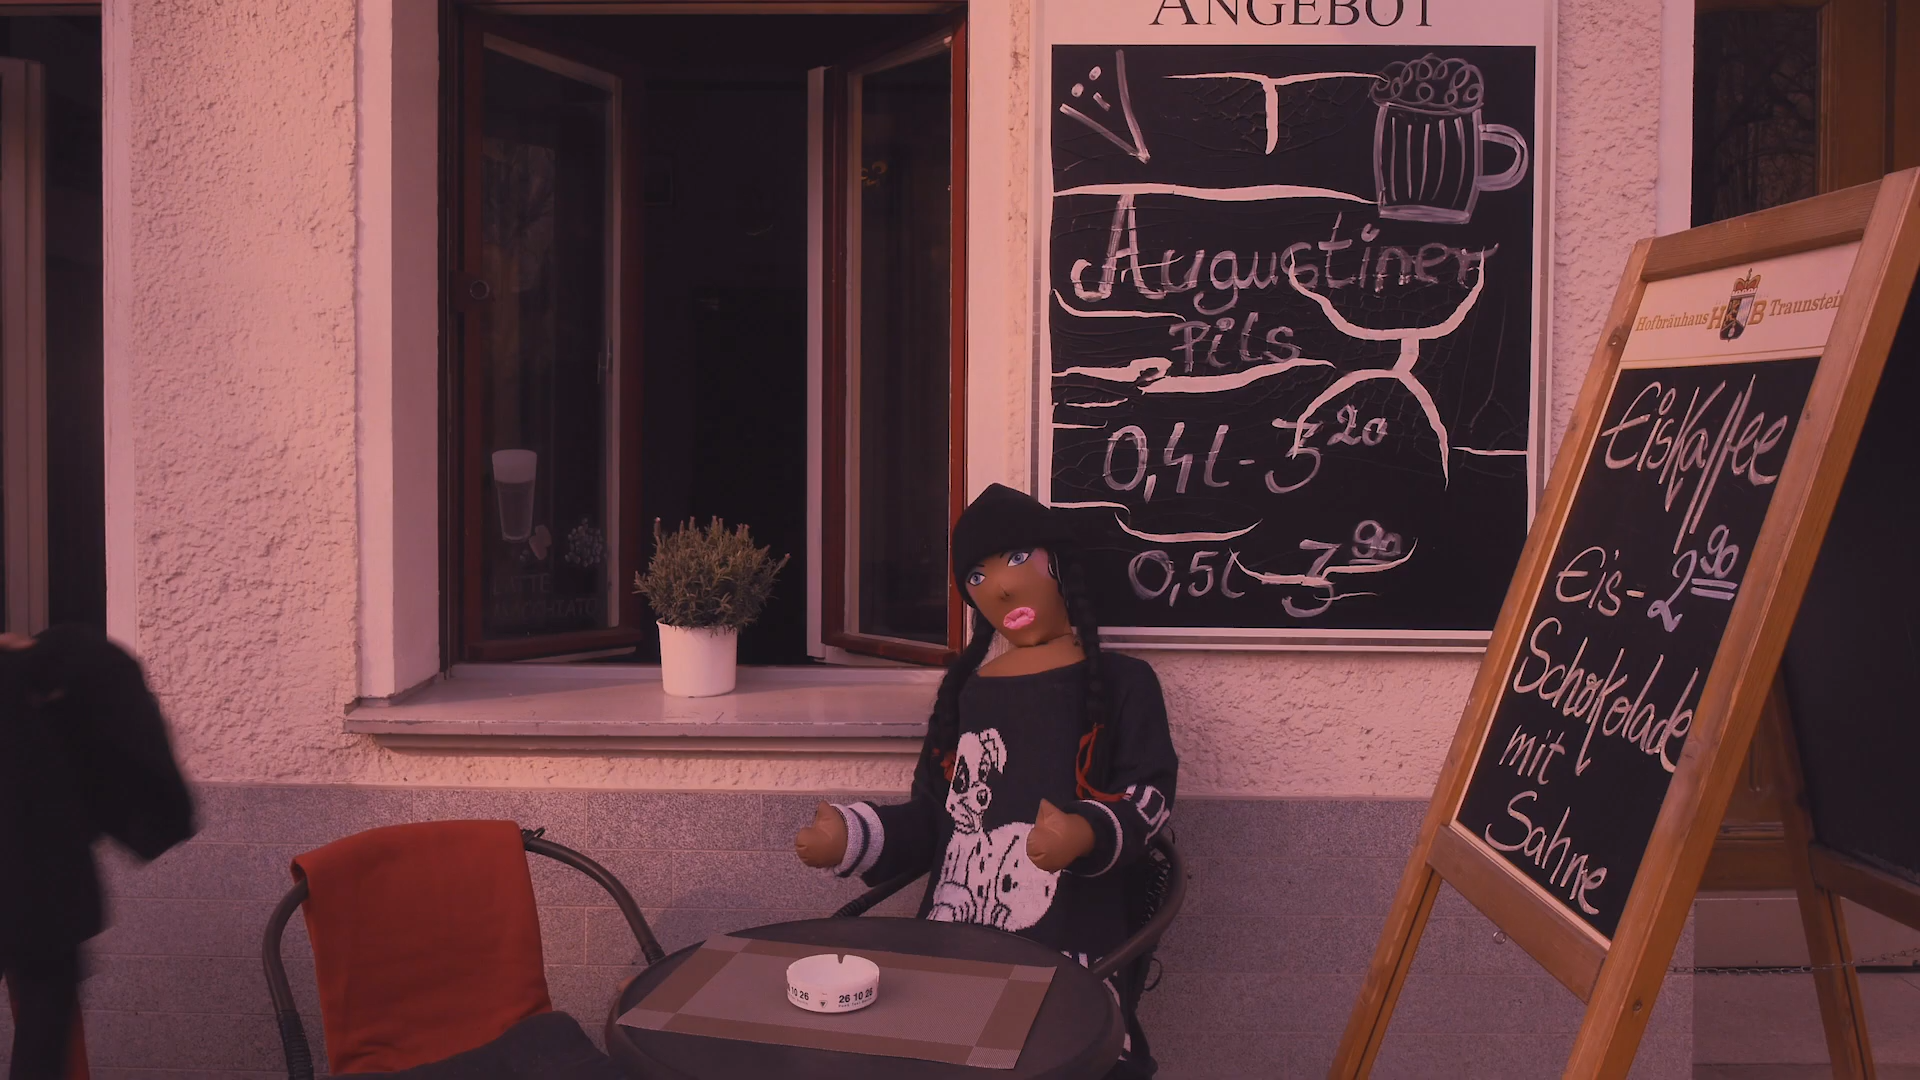 ANGEBOT
Augustiner
Pils
0,4l - 3 20
0,5l 3 90
Hofbräuhaus HB Traunstein
EisKaffee
Eis - 2 90
Schokolade
mit
Sahne
26 10 26